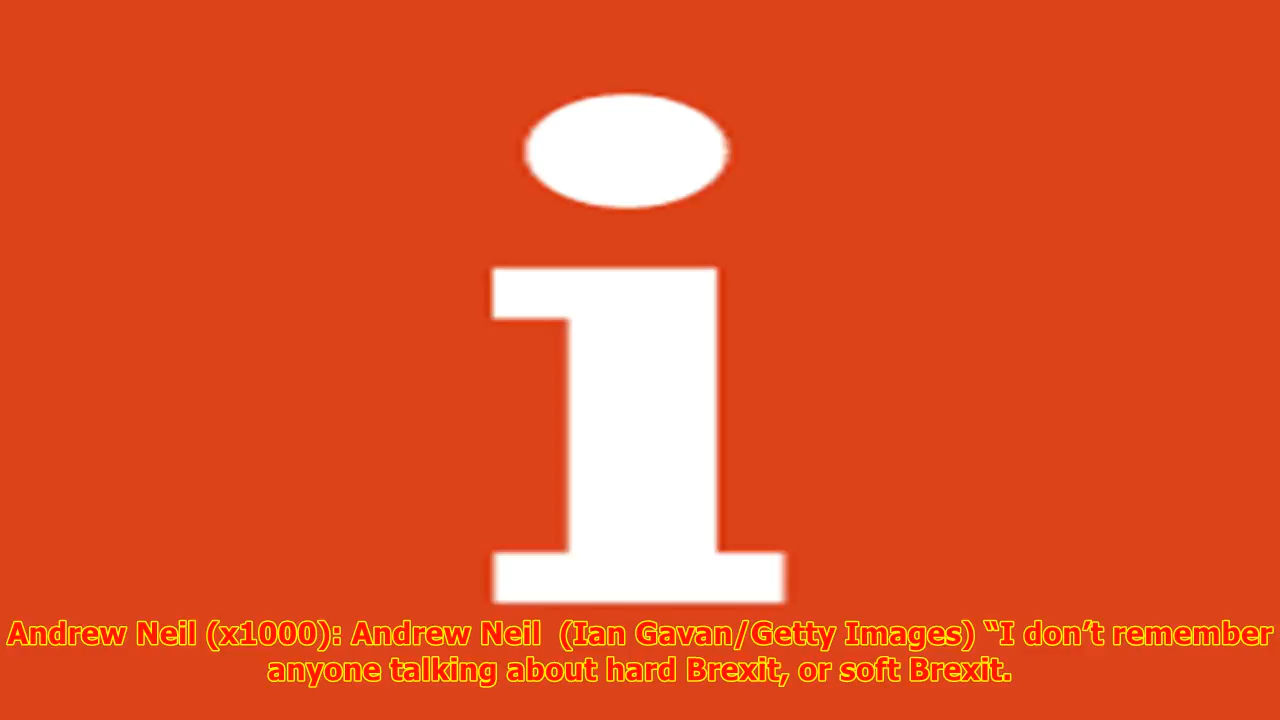 i
Andrew Neil (x1000): Andrew Neil  (Ian Gavan/Getty Images) “I don’t remember
anyone talking about hard Brexit, or soft Brexit.